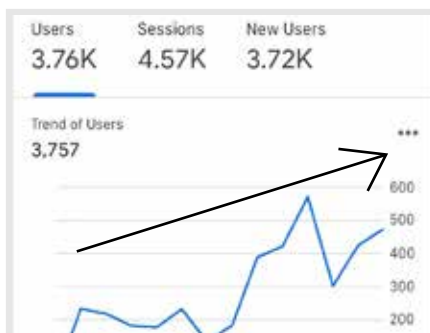 Users Sessions New Users
3.76K 4.57K 3.72K
Trend of Users
3,757
600
500
400
300
200